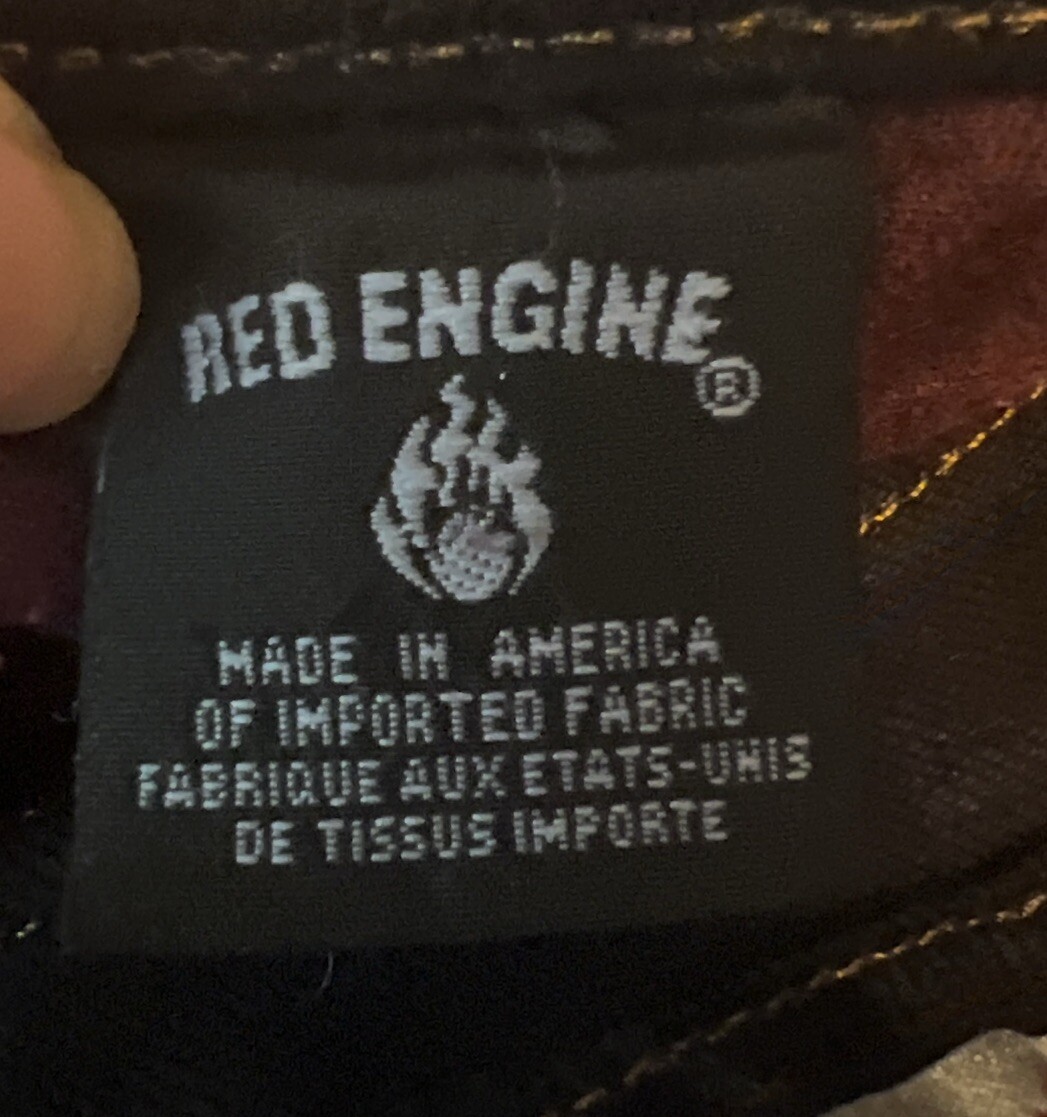 RED ENGINE®
MADE IN AMERICA
OF IMPORTED FABRIC
FABRIQUE AUX ETATS-UNIS
DE TISSUS IMPORTE